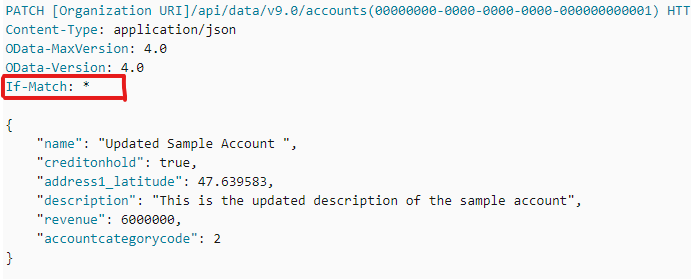 PATCH [Organization URI]/api/data/v9.0/accounts(00000000-0000-0000-0000-000000000001) HTT
Content-Type: application/json
OData-MaxVersion: 4.0
OData-Version: 4.0
If-Match: *
{
    "name": "Updated Sample Account ",
    "creditonhold": true,
    "address1_latitude": 47.639583,
    "description": "This is the updated description of the sample account",
    "revenue": 6000000,
    "accountcategorycode": 2
}